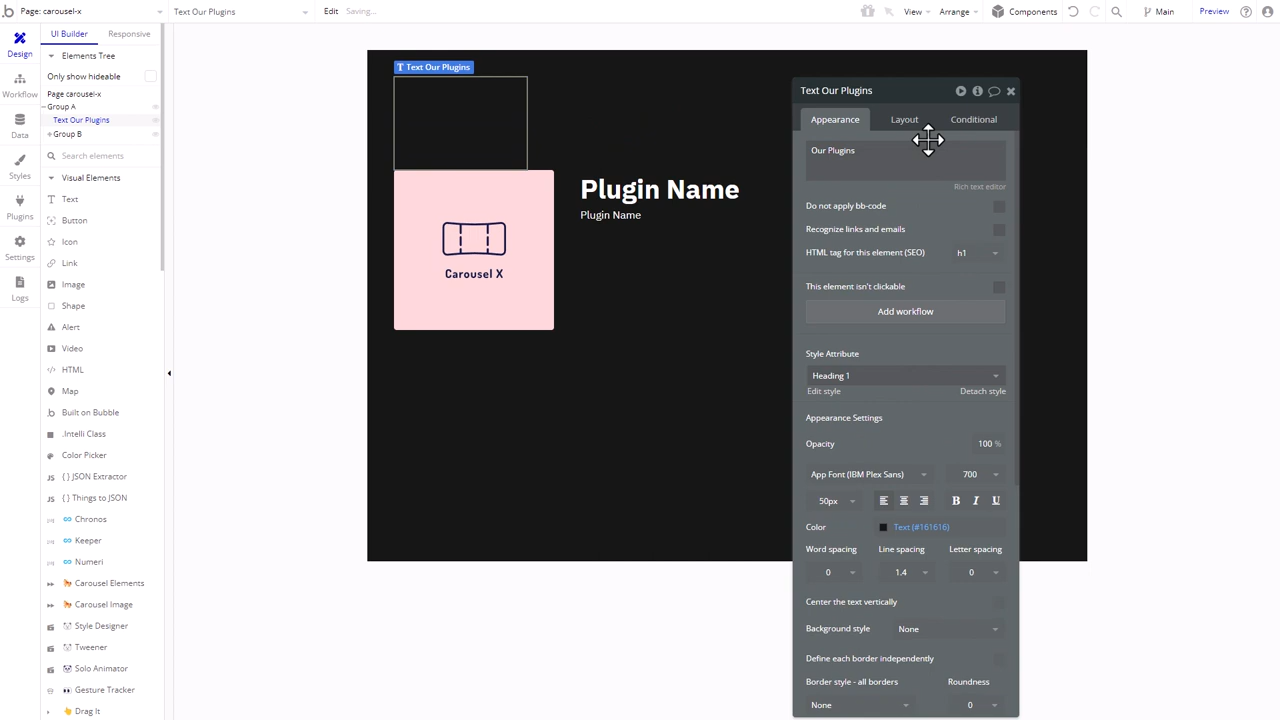 Page: carousel-x
Text Our Plugins
Edit
Saving...
View
Arrange
Components
Main
Preview
Design
Workflow
Data
Styles
Plugins
Settings
Logs
UI Builder
Responsive
Elements Tree
Only show hideable
Page carousel-x
Group A
Text Our Plugins
Group B
Search elements
Visual Elements
Text
Button
Icon
Link
Image
Shape
Alert
Video
HTML
Map
Built on Bubble
.Intelli Class
Color Picker
JS { } JSON Extractor
JS { } Things to JSON
Chronos
Keeper
Numeri
Carousel Elements
Carousel Image
Style Designer
Tweener
Solo Animator
Gesture Tracker
Drag It
T Text Our Plugins
Carousel X
Plugin Name
Plugin Name
Text Our Plugins
Appearance
Layout
Conditional
Our Plugins
Rich text editor
Do not apply bb-code
Recognize links and emails
HTML tag for this element (SEO)
h1
This element isn't clickable
Add workflow
Style Attribute
Heading 1
Edit style
Detach style
Appearance Settings
Opacity
100 %
App Font (IBM Plex Sans)
700
50px
B I U
Color
Text (#161616)
Word spacing
Line spacing
Letter spacing
0
1.4
0
Center the text vertically
Background style
None
Define each border independently
Border style - all borders
Roundness
None
0